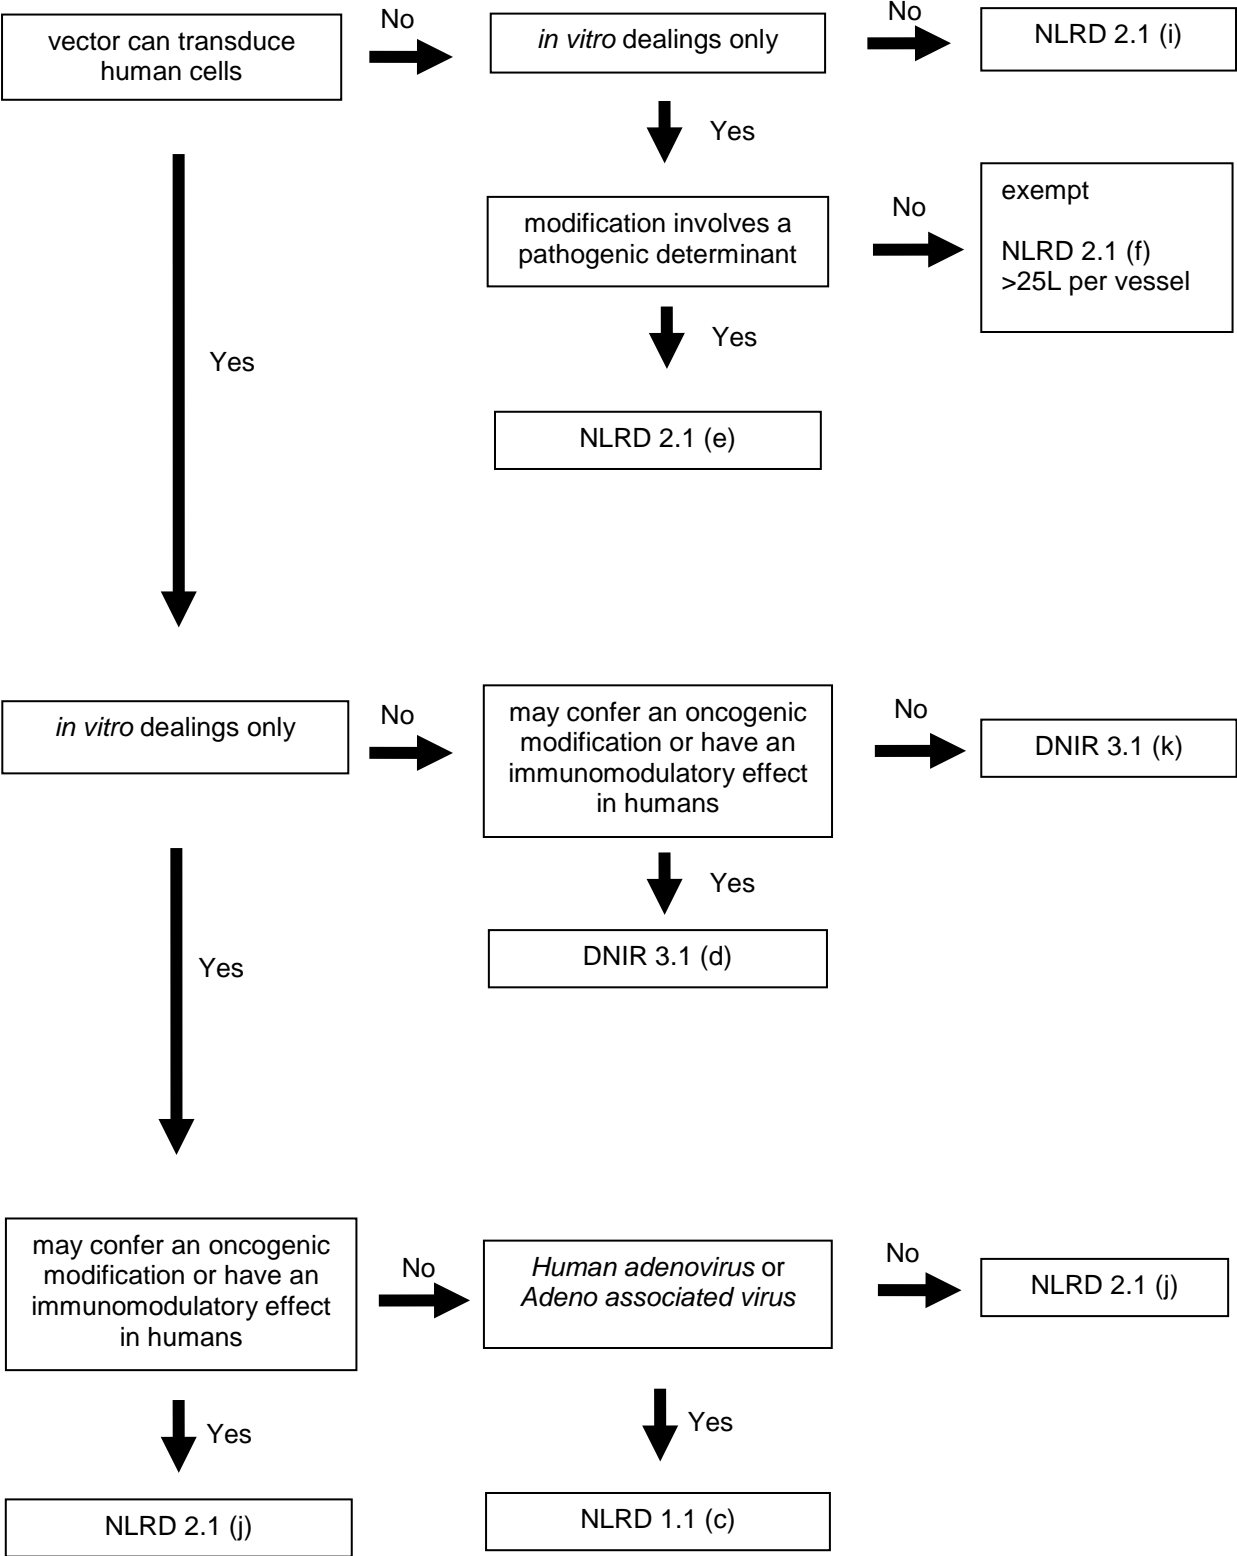 vector can transduce
human cells
No
in vitro dealings only
No
NLRD 2.1 (i)
Yes
modification involves a
pathogenic determinant
No
exempt
NLRD 2.1 (f)
>25L per vessel
Yes
Yes
NLRD 2.1 (e)
in vitro dealings only
No
may confer an oncogenic
modification or have an
immunomodulatory effect
in humans
No
DNIR 3.1 (k)
Yes
DNIR 3.1 (d)
Yes
may confer an oncogenic
modification or have an
immunomodulatory effect
in humans
No
Human adenovirus or
Adeno associated virus
No
NLRD 2.1 (j)
Yes
Yes
NLRD 2.1 (j)
NLRD 1.1 (c)